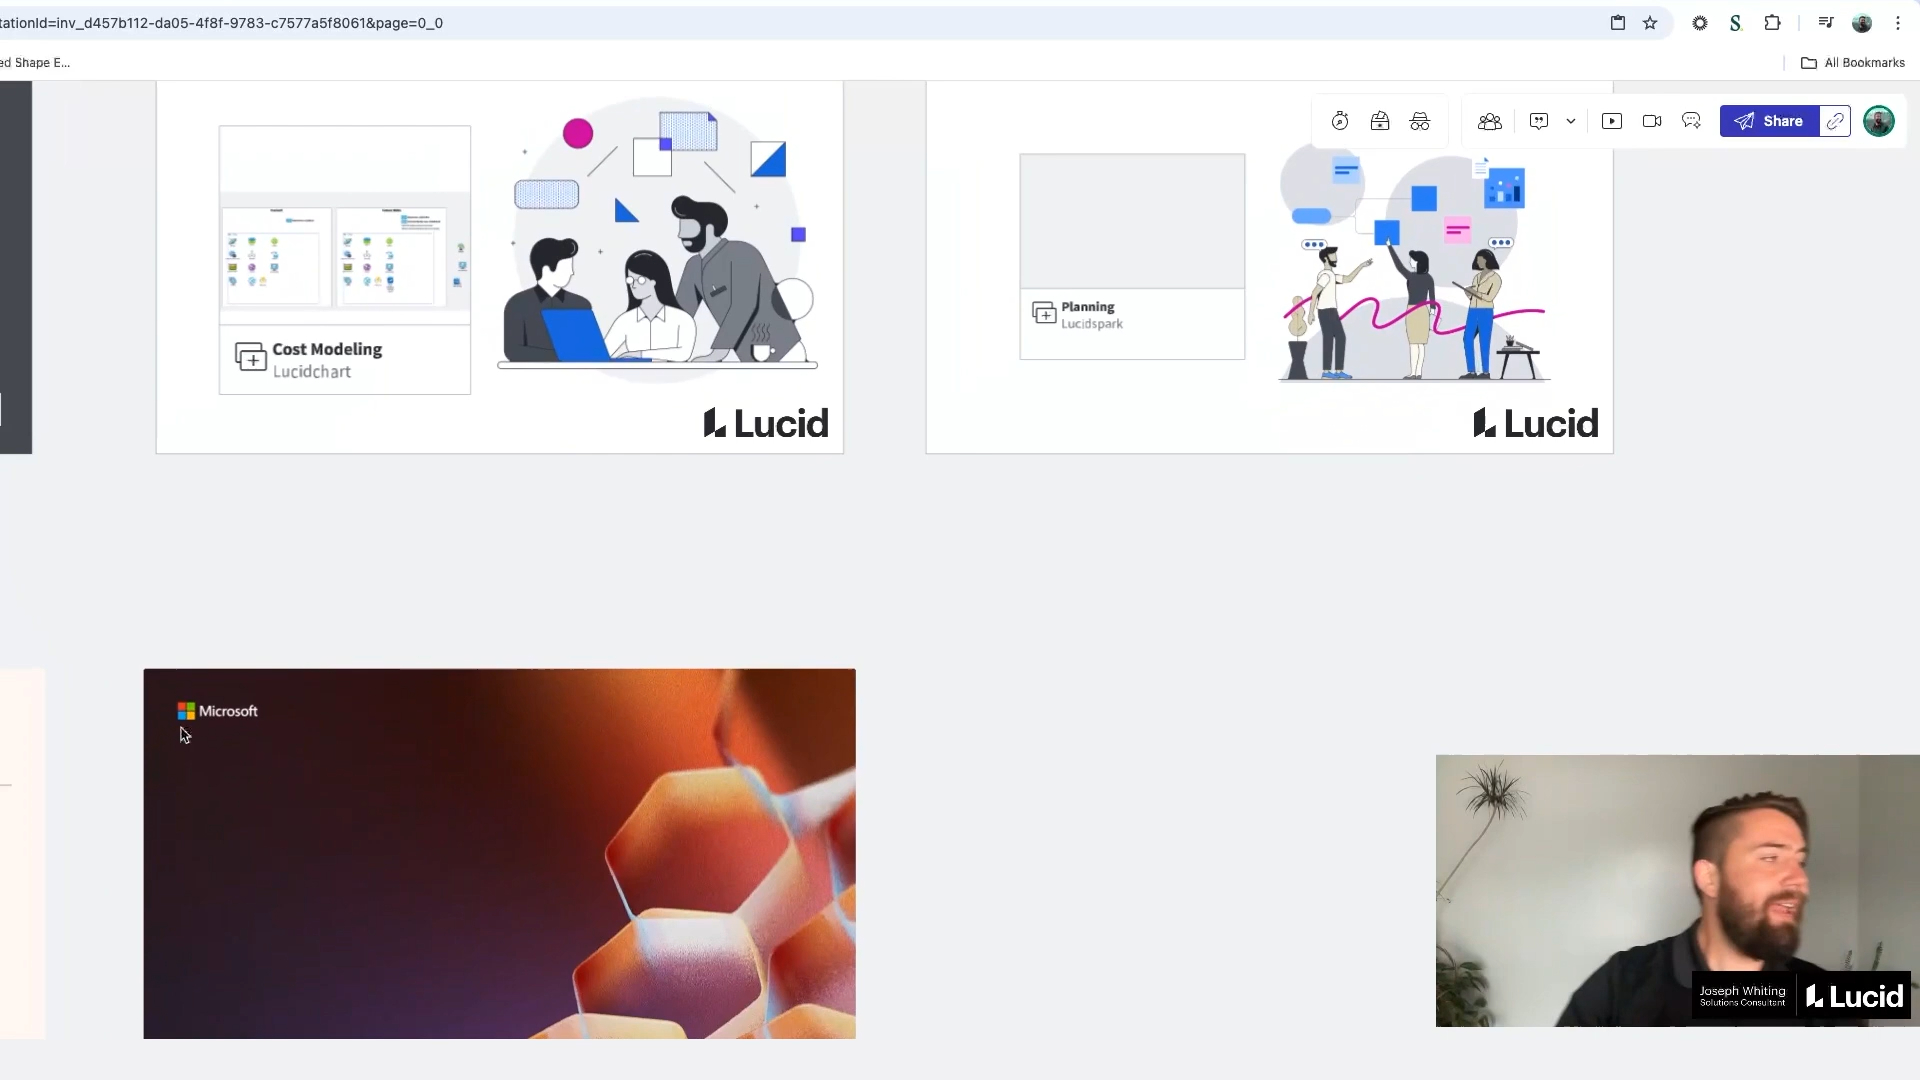 tationId=inv_d457b112-da05-4f8f-9783-c7577a5f8061&page=0_0
ed Shape E...
All Bookmarks
Share
Cost Modeling
Lucidchart
Planning
Lucidspark
Lucid
Lucid
Microsoft
Joseph Whiting
Solutions Consultant
Lucid